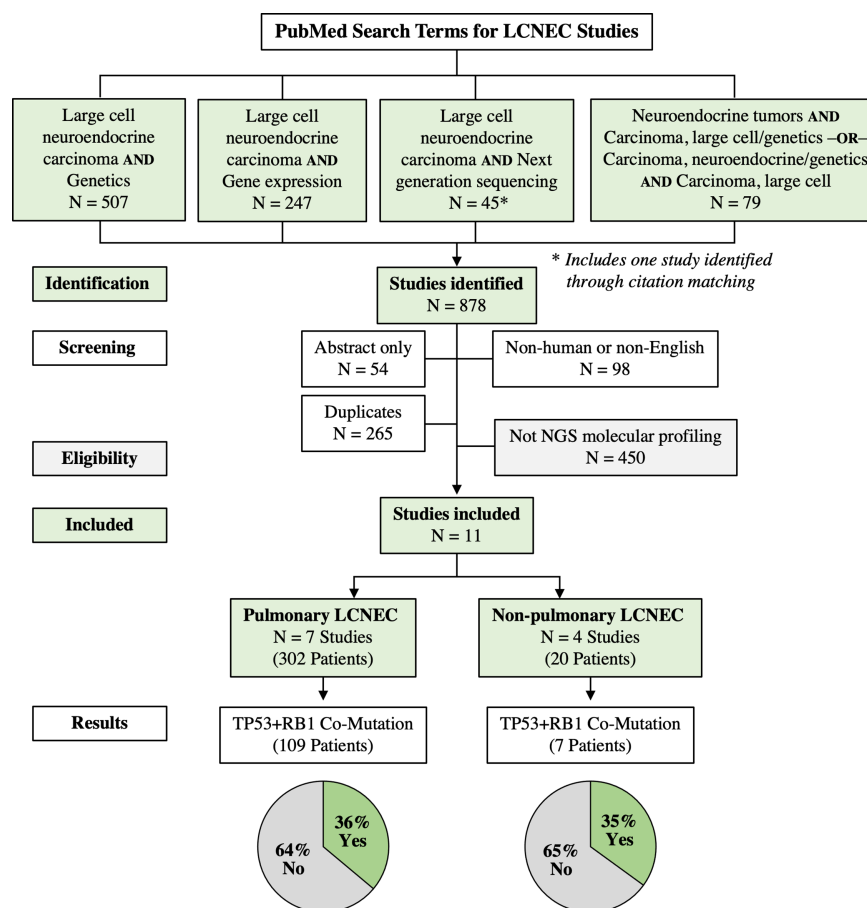 PubMed Search Terms for LCNEC Studies
Large cell
neuroendocrine
carcinoma AND
Genetics
N = 507
Large cell
neuroendocrine
carcinoma AND
Gene expression
N = 247
Large cell
neuroendocrine
carcinoma AND Next
generation sequencing
N = 45*
Neuroendocrine tumors AND
Carcinoma, large cell/genetics –OR–
Carcinoma, neuroendocrine/genetics
AND Carcinoma, large cell
N = 79
* Includes one study identified
through citation matching
Identification
Studies identified
N = 878
Screening
Abstract only
N = 54
Non-human or non-English
N = 98
Duplicates
N = 265
Eligibility
Not NGS molecular profiling
N = 450
Included
Studies included
N = 11
Pulmonary LCNEC
N = 7 Studies
(302 Patients)
Non-pulmonary LCNEC
N = 4 Studies
(20 Patients)
Results
TP53+RB1 Co-Mutation
(109 Patients)
TP53+RB1 Co-Mutation
(7 Patients)
36%
Yes
64%
No
35%
Yes
65%
No